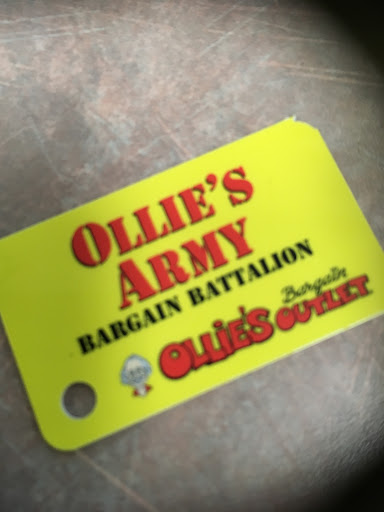 OLLIE'S
ARMY
BARGAIN BATTALION
OLLIE'S Bargain OUTLET